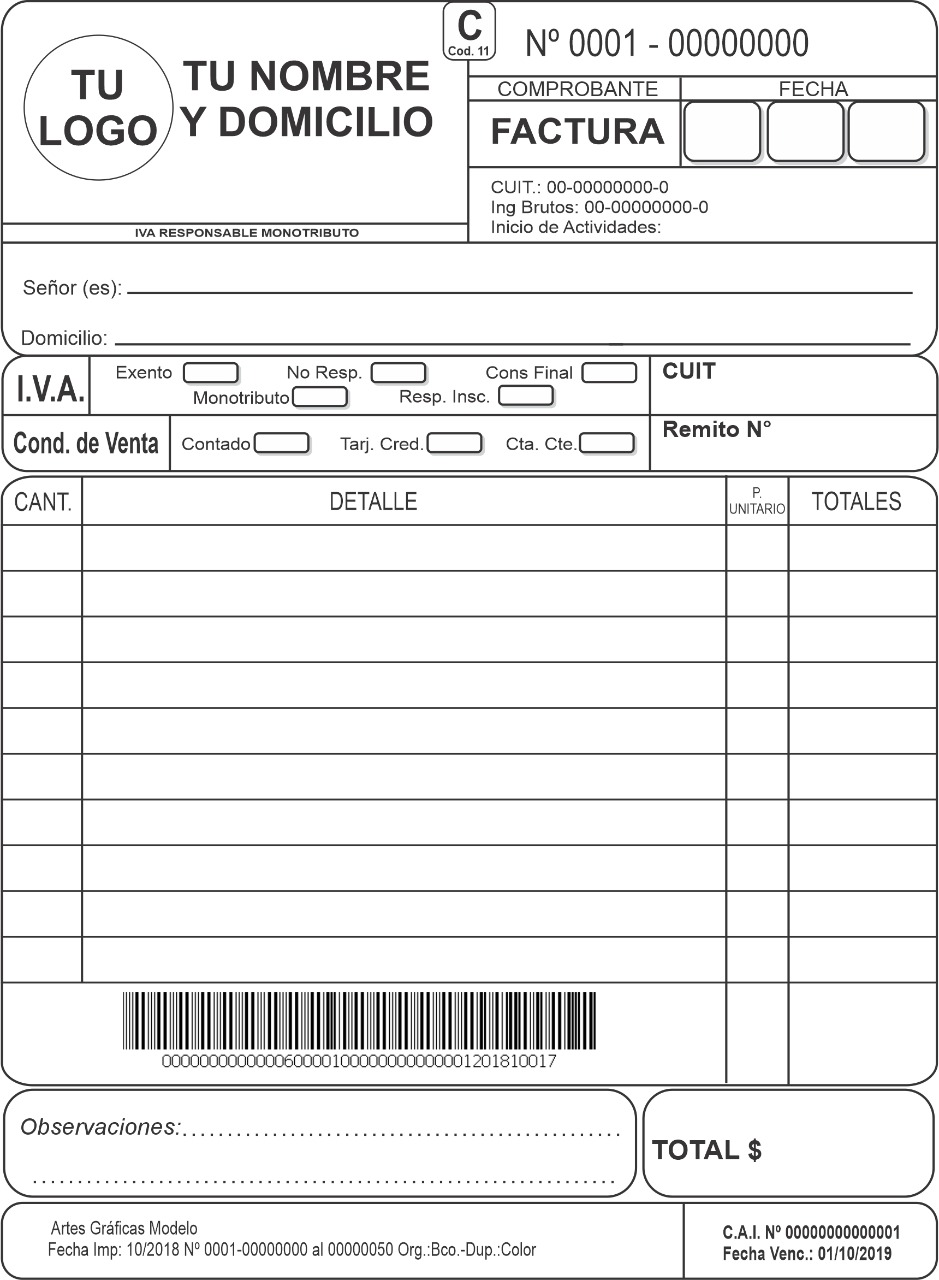 TU
LOGO
TU NOMBRE
Y DOMICILIO
IVA RESPONSABLE MONOTRIBUTO
C
Cod. 11
Nº 0001 - 00000000
COMPROBANTE
FECHA
FACTURA
CUIT.: 00-00000000-0
Ing Brutos: 00-00000000-0
Inicio de Actividades:
Señor (es):
Domicilio:
I.V.A.
Exento
No Resp.
Cons Final
Monotributo
Resp. Insc.
CUIT
Cond. de Venta
Contado
Tarj. Cred.
Cta. Cte.
Remito N°
CANT.
DETALLE
P.
UNITARIO
TOTALES
0000000000000600001000000000000001201810017
Observaciones:
TOTAL $
Artes Gráficas Modelo
Fecha Imp: 10/2018 Nº 0001-00000000 al 00000050 Org.:Bco.-Dup.:Color
C.A.I. Nº 00000000000001
Fecha Venc.: 01/10/2019